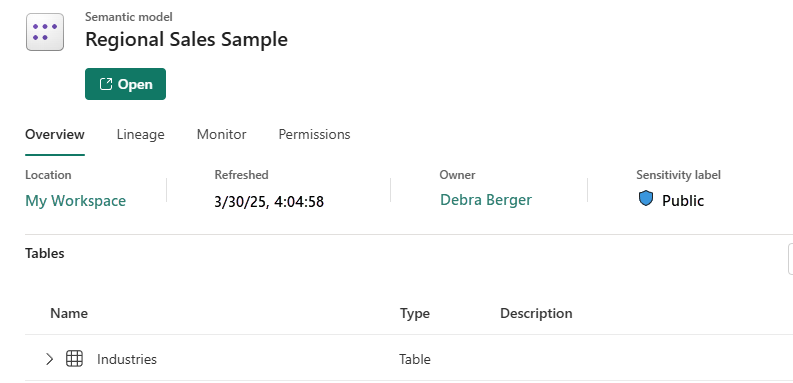 Semantic model
Regional Sales Sample
Open
Overview Lineage Monitor Permissions
Location Refreshed Owner Sensitivity label
My Workspace 3/30/25, 4:04:58 Debra Berger Public
Tables
Name Type Description
Industries Table